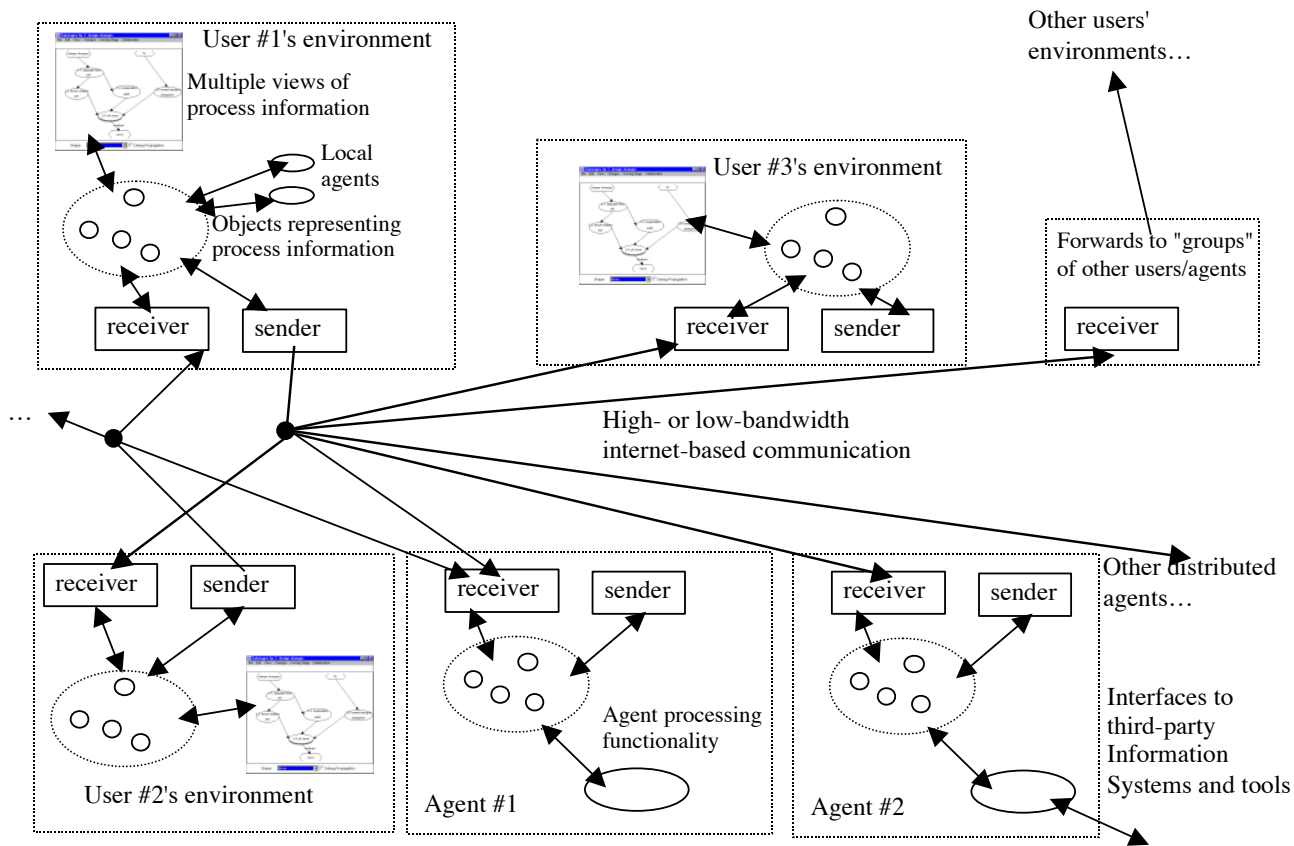 User #1's environment
Multiple views of
process information
Local
agents
Objects representing
process information
receiver
sender
User #3's environment
receiver
sender
Other users'
environments…
Forwards to "groups"
of other users/agents
receiver
…
High- or low-bandwidth
internet-based communication
receiver
sender
User #2's environment
receiver
sender
Agent processing
functionality
Agent #1
receiver
sender
Agent #2
Other distributed
agents…
Interfaces to
third-party
Information
Systems and tools